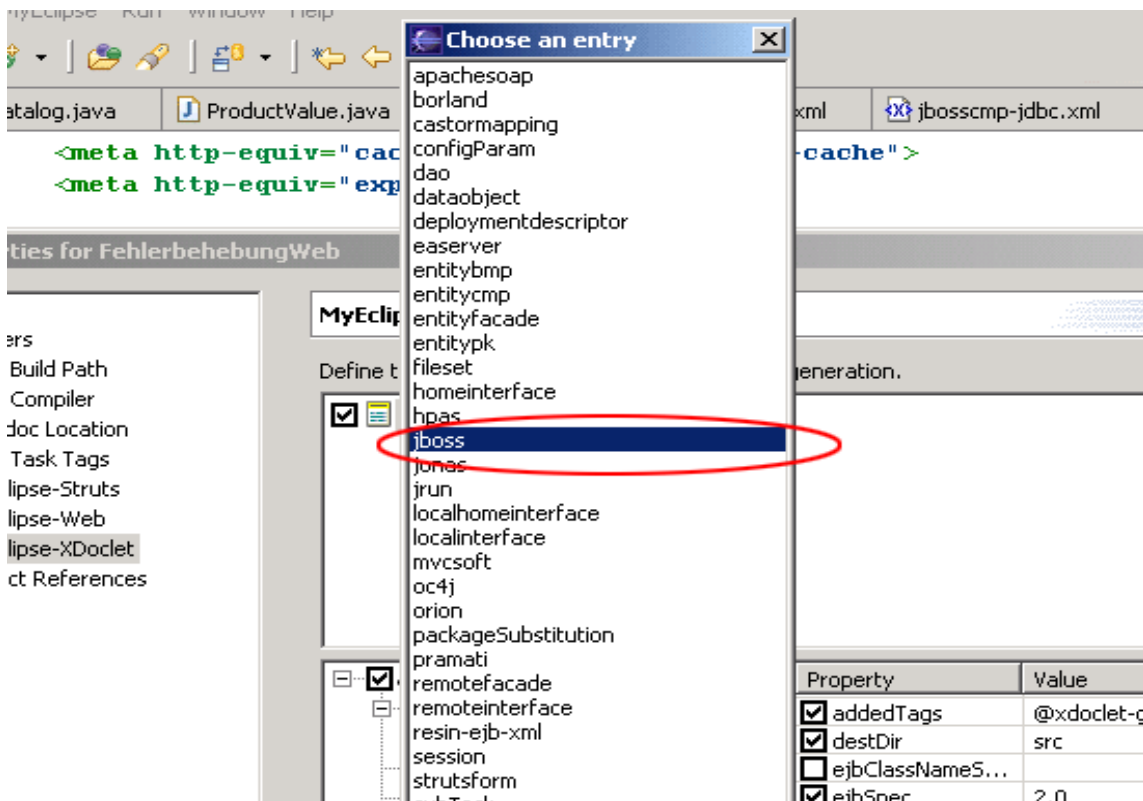 MyEclipse Run Window Help
Choose an entry
atalog.java
ProductValue.java
xml
jbosscmp-jdbc.xml
<meta http-equiv="cac
-cache">
<meta http-equiv="exp
rties for FehlerbehebungWeb
apachesoap
borland
castormapping
configParam
dao
dataobject
deploymentdescriptor
easerver
entitybmp
entitycmp
entityfacade
entitypk
fileset
homeinterface
hpas
jboss
jonas
jrun
localhomeinterface
localinterface
mvcsoft
oc4j
orion
packageSubstitution
pramati
remotefacade
remoteinterface
resin-ejb-xml
session
strutsform
ers
Build Path
Compiler
doc Location
Task Tags
lipse-Struts
lipse-Web
lipse-XDoclet
ct References
MyEclip
Define t
eneration.
Property Value
addedTags @xdoclet-g
destDir src
ejbClassNameS...
ejbSpec 2.0